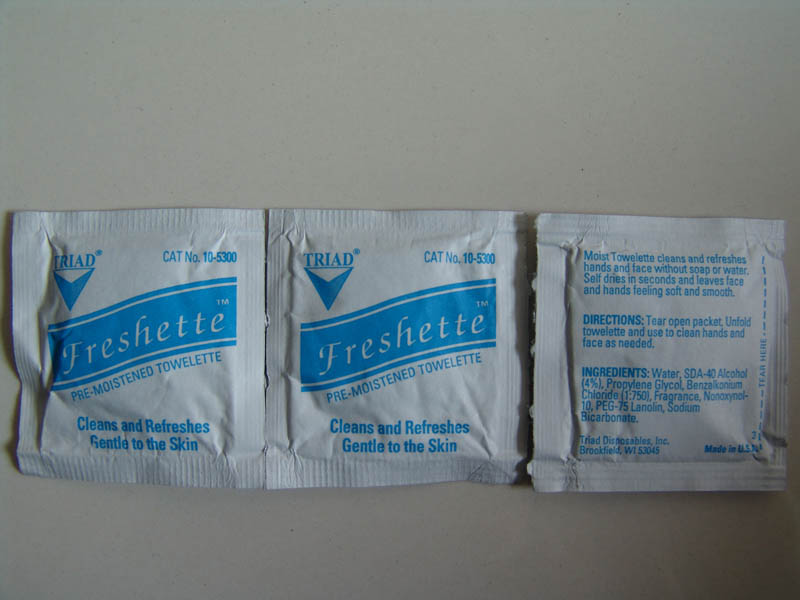 TRIAD®
CAT No. 10-5300
Freshette™
PRE-MOISTENED TOWELETTE
Cleans and Refreshes
Gentle to the Skin
TRIAD®
CAT No. 10-5300
Freshette™
PRE-MOISTENED TOWELETTE
Cleans and Refreshes
Gentle to the Skin
Moist Towelette cleans and refreshes
hands and face without soap or water.
Self dries in seconds and leaves face
and hands feeling soft and smooth.
DIRECTIONS: Tear open packet. Unfold
towelette and use to clean hands and
face as needed.
INGREDIENTS: Water, SDA-40 Alcohol
(4%), Propylene Glycol, Benzalkonium
Chloride (1:750), Fragrance, Nonoxynol-
10, PEG-75 Lanolin, Sodium
Bicarbonate.
Triad Disposables, Inc.
Brookfield, WI 53045
Made in U.S.A.
TEAR HERE